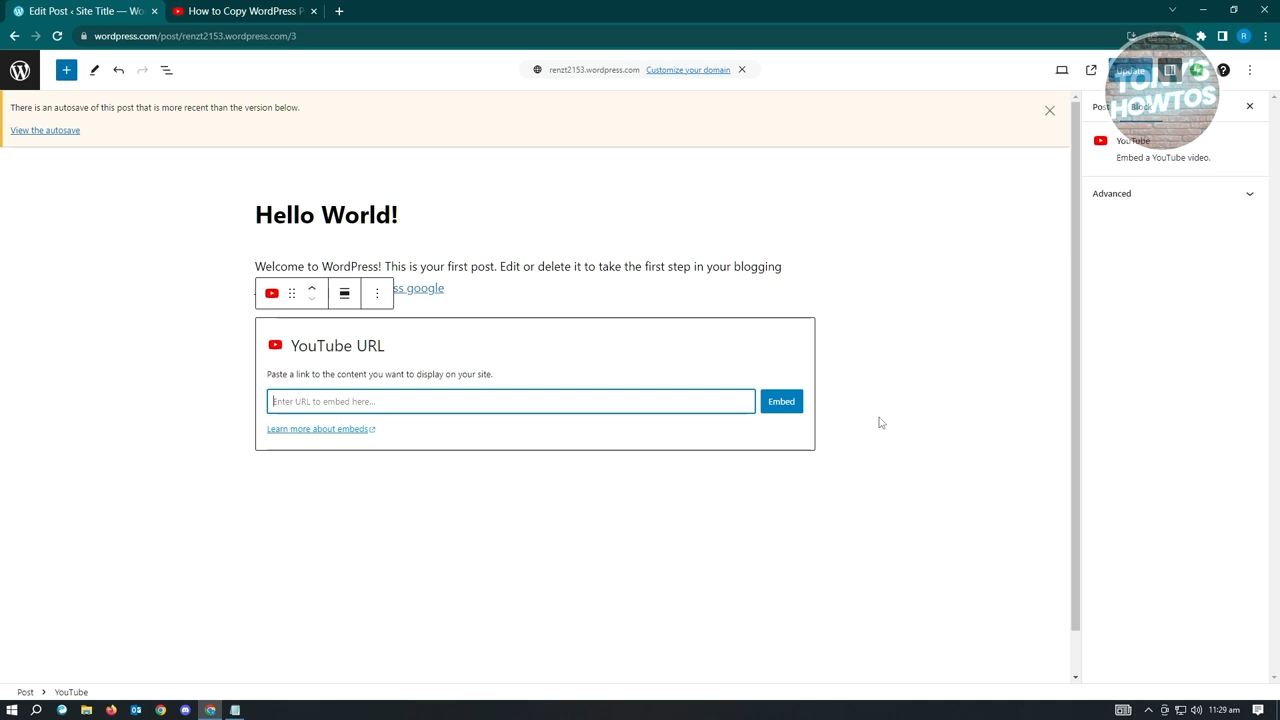 Edit Post ‹ Site Title — Wo
How to Copy WordPress P
wordpress.com/post/renzt2153.wordpress.com/3
R
renzt2153.wordpress.com Customize your domain
Update
TONY'S
HOWTOS
There is an autosave of this post that is more recent than the version below.
View the autosave
Post Block
YouTube
Embed a YouTube video.
Advanced
Hello World!
Welcome to WordPress! This is your first post. Edit or delete it to take the first step in your blogging
ss google
YouTube URL
Paste a link to the content you want to display on your site.
Enter URL to embed here...
Embed
Learn more about embeds
Post YouTube
11:29 am